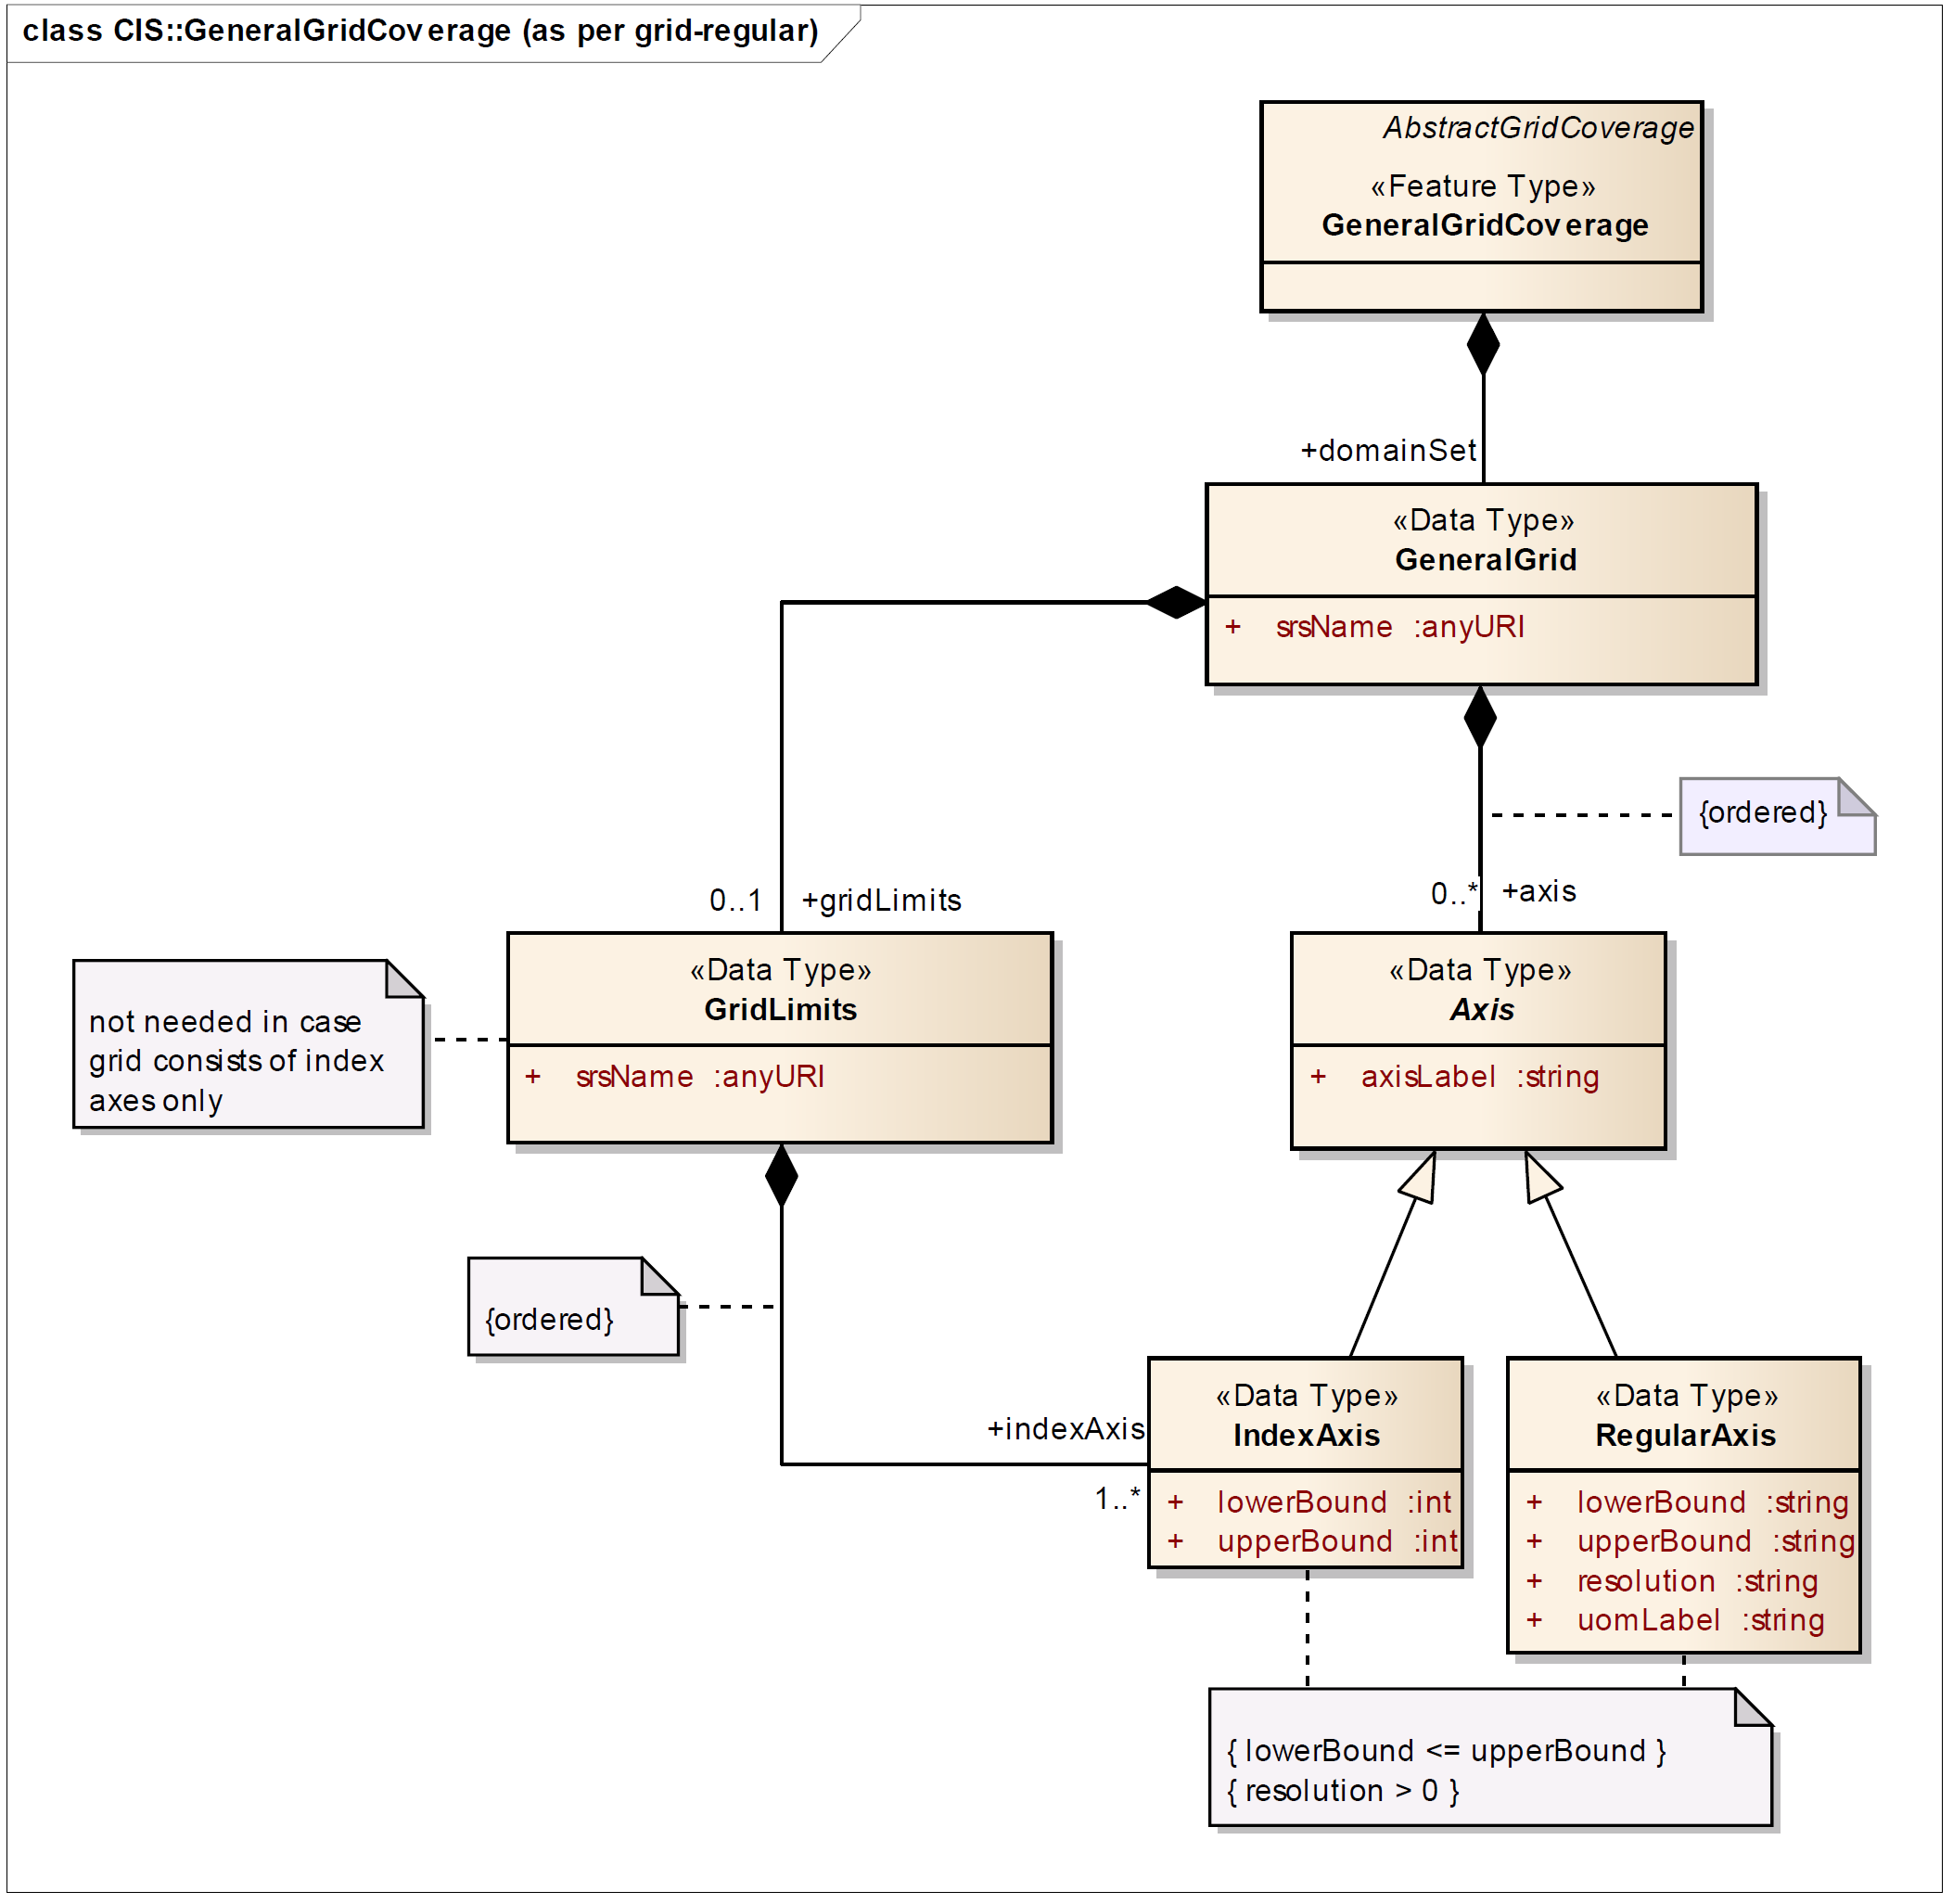 class CIS::GeneralGridCoverage (as per grid-regular)
AbstractGridCoverage
«Feature Type»
GeneralGridCoverage
+domainSet
«Data Type»
GeneralGrid
+ srsName :anyURI
{ordered}
0..1 +gridLimits
0..* +axis
«Data Type»
GridLimits
+ srsName :anyURI
not needed in case
grid consists of index
axes only
«Data Type»
Axis
+ axisLabel :string
{ordered}
+indexAxis
1..*
«Data Type»
IndexAxis
+ lowerBound :int
+ upperBound :int
«Data Type»
RegularAxis
+ lowerBound :string
+ upperBound :string
+ resolution :string
+ uomLabel :string
{ lowerBound <= upperBound }
{ resolution > 0 }